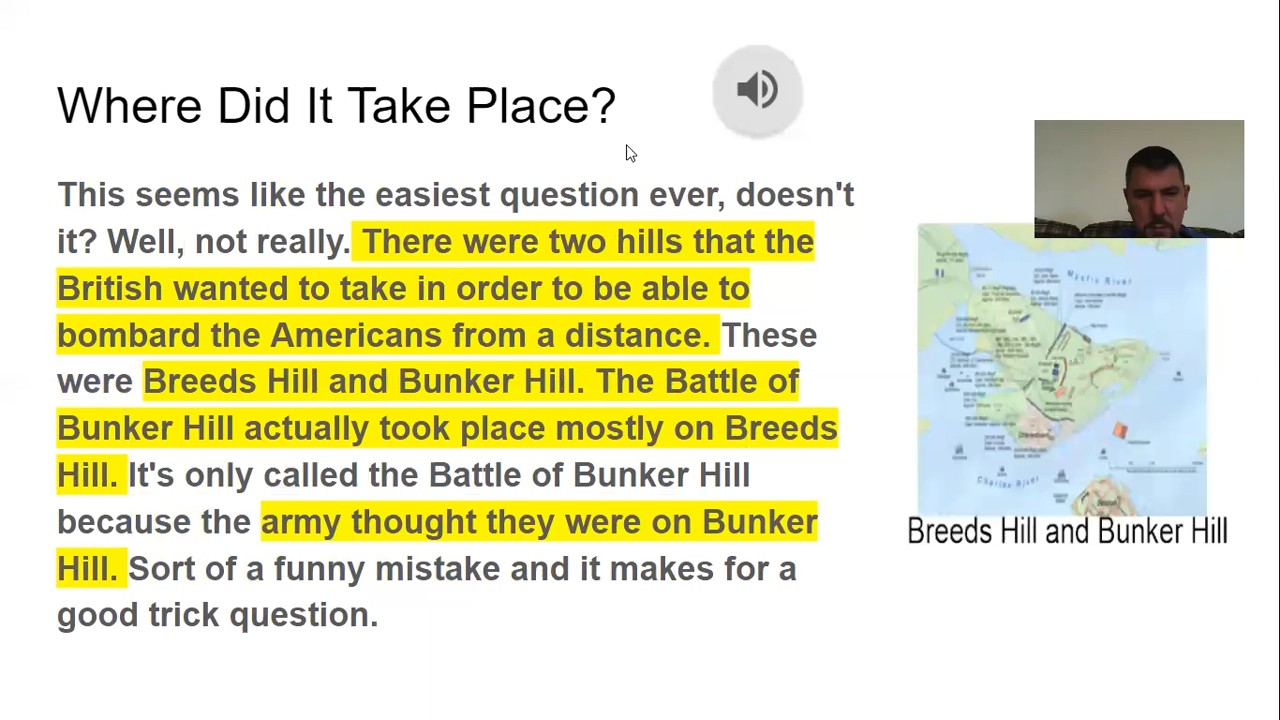 Where Did It Take Place?
This seems like the easiest question ever, doesn't
it? Well, not really. There were two hills that the
British wanted to take in order to be able to
bombard the Americans from a distance. These
were Breeds Hill and Bunker Hill. The Battle of
Bunker Hill actually took place mostly on Breeds
Hill. It's only called the Battle of Bunker Hill
because the army thought they were on Bunker
Hill. Sort of a funny mistake and it makes for a
good trick question.
Mystic River
Charles River
Breeds Hill and Bunker Hill